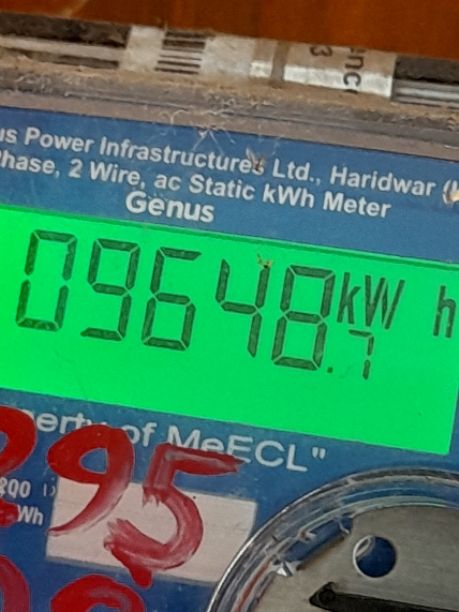 us Power Infrastructures Ltd., Haridwar
Phase, 2 Wire, ac Static kWh Meter
Genus
09648.7 kW h
of MeECL"
295
Wh